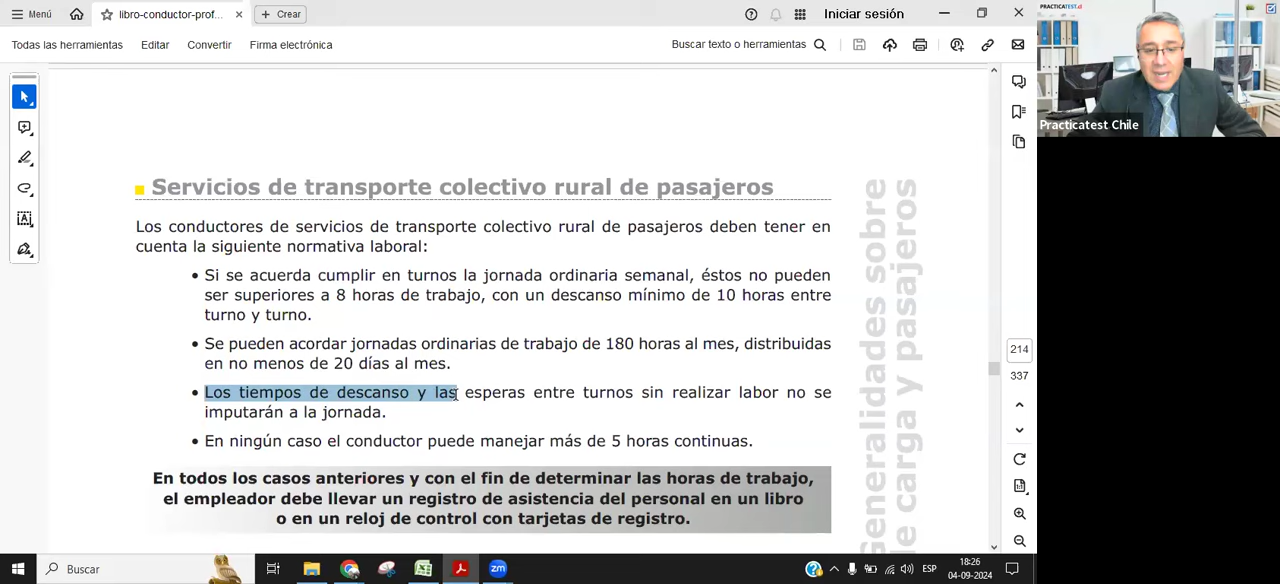 Menú
libro-conductor-prof...
Crear
Iniciar sesión
Todas las herramientas
Editar
Convertir
Firma electrónica
Buscar texto o herramientas
PRACTICATEST.cl
Practicatest Chile
Servicios de transporte colectivo rural de pasajeros
Los conductores de servicios de transporte colectivo rural de pasajeros deben tener en
cuenta la siguiente normativa laboral:
• Si se acuerda cumplir en turnos la jornada ordinaria semanal, éstos no pueden
ser superiores a 8 horas de trabajo, con un descanso mínimo de 10 horas entre
turno y turno.
• Se pueden acordar jornadas ordinarias de trabajo de 180 horas al mes, distribuidas
en no menos de 20 días al mes.
• Los tiempos de descanso y las esperas entre turnos sin realizar labor no se
imputarán a la jornada.
• En ningún caso el conductor puede manejar más de 5 horas continuas.
En todos los casos anteriores y con el fin de determinar las horas de trabajo,
el empleador debe llevar un registro de asistencia del personal en un libro
o en un reloj de control con tarjetas de registro.
Generalidades sobre
e carga y pasajeros
214
337
Buscar
zm
ESP
18:26
04-09-2024